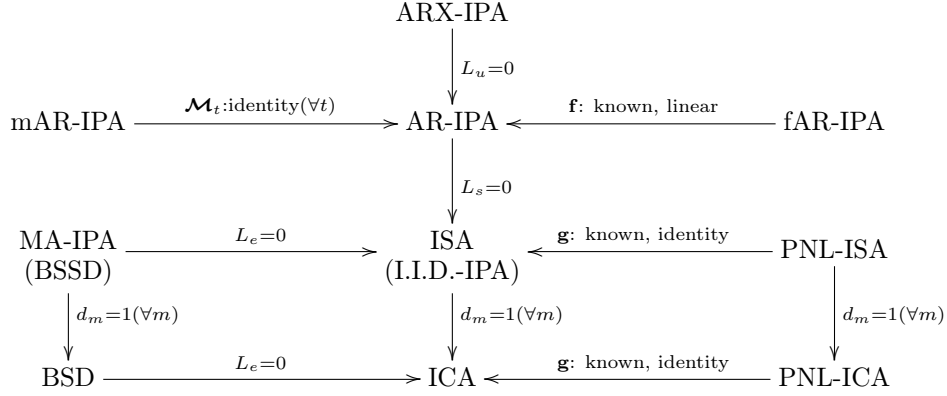 ARX-IPA
L_u=0
mAR-IPA
𝓜_t:identity(∀t)
AR-IPA
f: known, linear
fAR-IPA
L_s=0
MA-IPA
(BSSD)
L_e=0
ISA
(I.I.D.-IPA)
g: known, identity
PNL-ISA
d_m=1(∀m)
d_m=1(∀m)
d_m=1(∀m)
BSD
L_e=0
ICA
g: known, identity
PNL-ICA